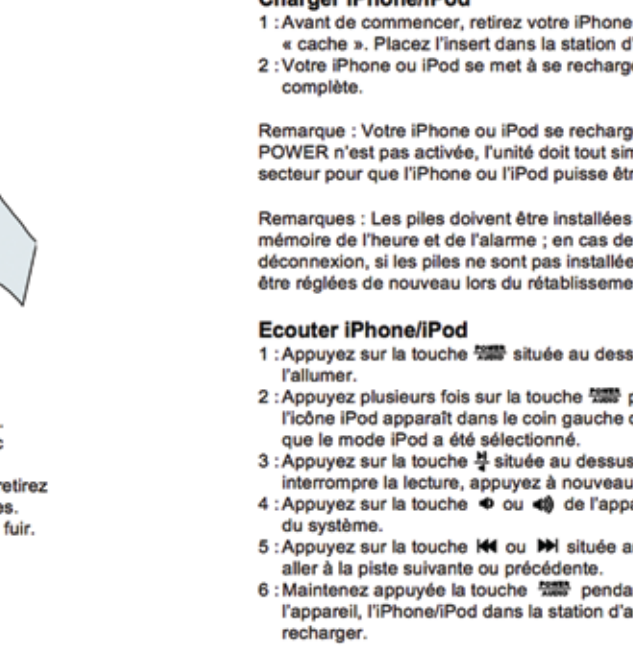 Charger iPhone/iPod
1 : Avant de commencer, retirez votre iPhone
« cache ». Placez l'insert dans la station d'
2 : Votre iPhone ou iPod se met à se recharge
complète.
Remarque : Votre iPhone ou iPod se recharg
POWER n'est pas activée, l'unité doit tout sim
secteur pour que l'iPhone ou l'iPod puisse êtr
Remarques : Les piles doivent être installées
mémoire de l'heure et de l'alarme ; en cas de
déconnexion, si les piles ne sont pas installée
être réglées de nouveau lors du rétablisseme
Ecouter iPhone/iPod
1 : Appuyez sur la touche POWER AUDIO située au dess
l'allumer.
2 : Appuyez plusieurs fois sur la touche POWER AUDIO p
l'icône iPod apparaît dans le coin gauche d
que le mode iPod a été sélectionné.
3 : Appuyez sur la touche située au dessus
interrompre la lecture, appuyez à nouveau
4 : Appuyez sur la touche ou de l'appa
du système.
5 : Appuyez sur la touche ou située a
aller à la piste suivante ou précédente.
6 : Maintenez appuyée la touche POWER AUDIO penda
l'appareil, l'iPhone/iPod dans la station d'a
recharger.
c
retirez
es.
fuir.